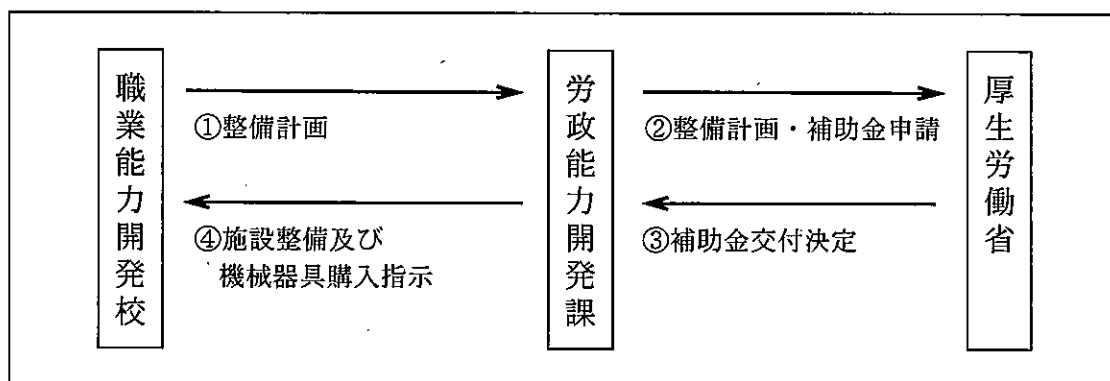 職業能力開発校
①整備計画
④施設整備及び
機械器具購入指示
労政能力開発課
②整備計画・補助金申請
③補助金交付決定
厚生労働省